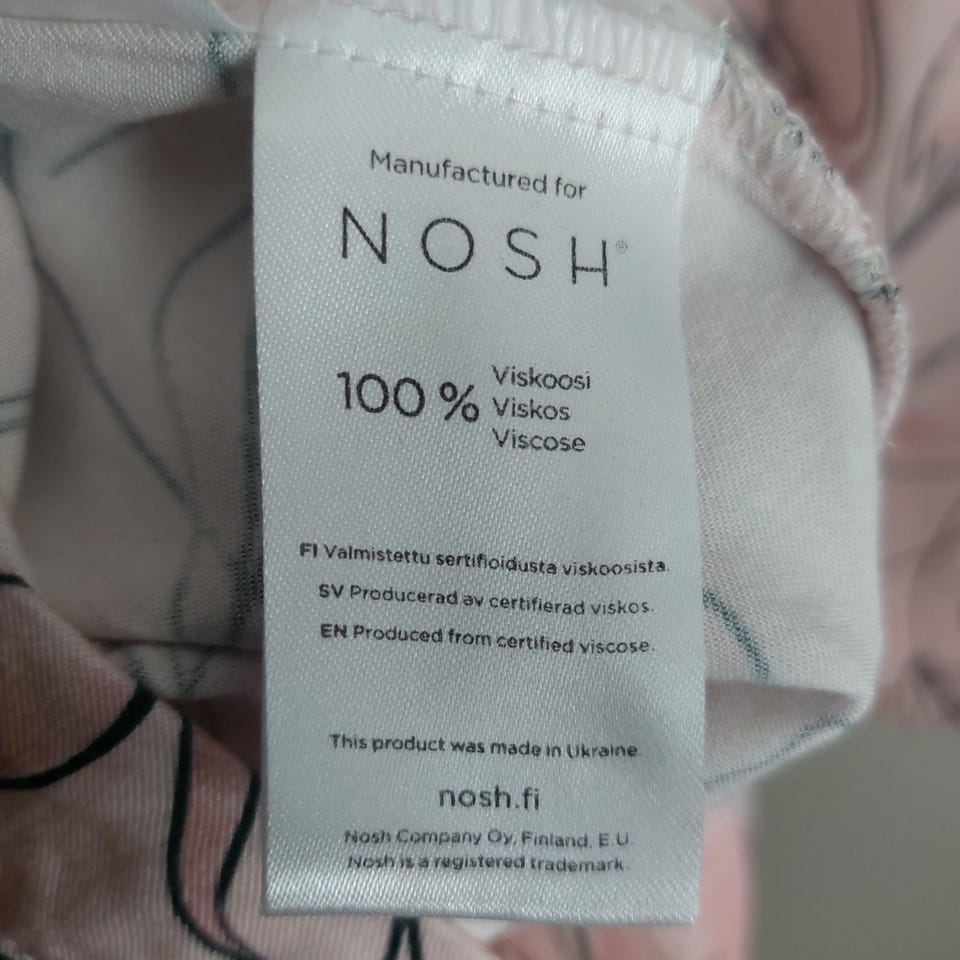 Manufactured for
NOSH®
100 % Viskoosi
Viskos
Viscose
FI Valmistettu sertifioidusta viskoosista.
SV Producerad av certifierad viskos.
EN Produced from certified viscose.
This product was made in Ukraine.
nosh.fi
Nosh Company Oy, Finland, E.U.
Nosh is a registered trademark.